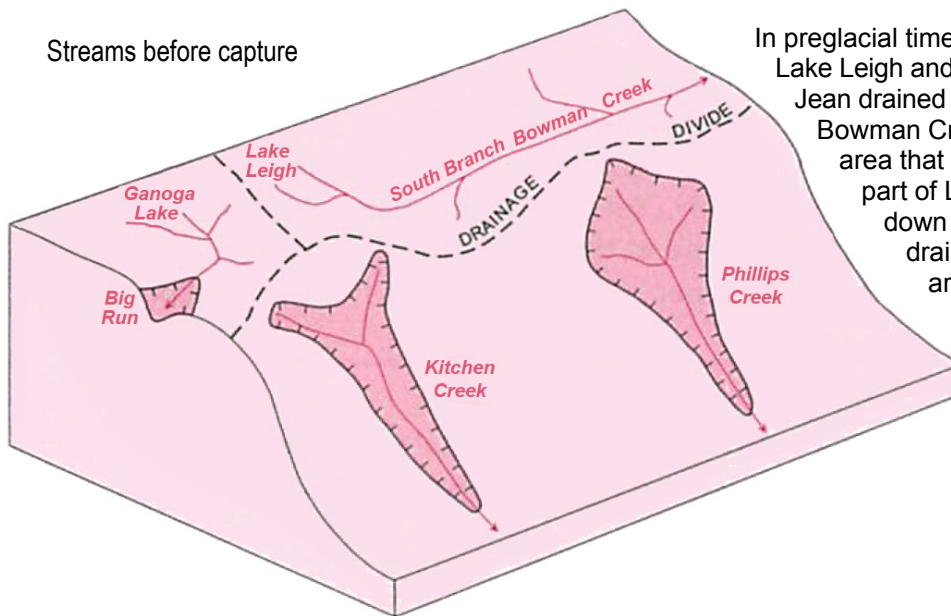 Streams before capture
In preglacial time
Lake Leigh and
Jean drained
Bowman Cr
area that
part of L
down
drai
ar
Lake
Leigh
South Branch Bowman Creek
DIVIDE
Ganoga
Lake
DRAINAGE
Big
Run
Phillips
Creek
Kitchen
Creek